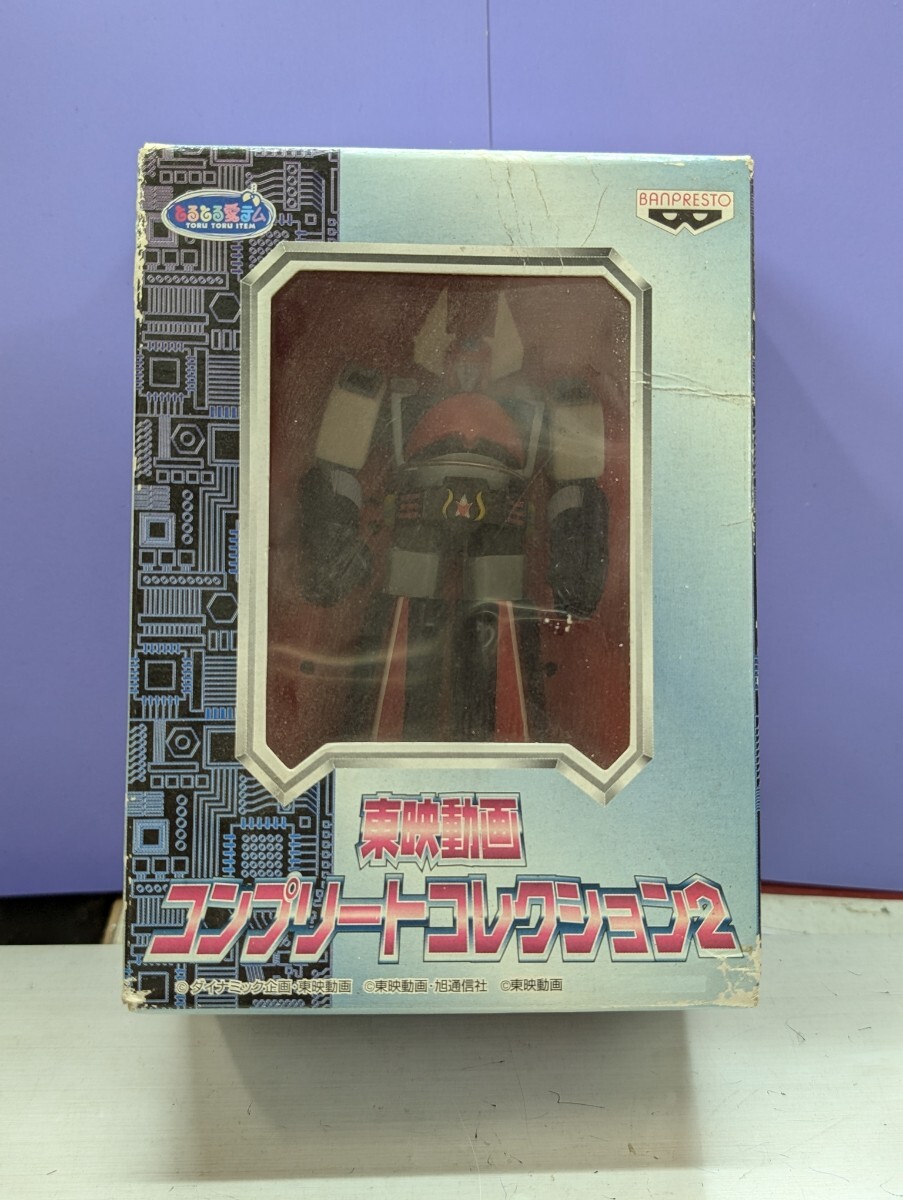 とるとる愛テム
TORU TORU ITEM
BANPRESTO
東映動画
コンプリートコレクション2
©ダイナミック企画・東映動画 ©東映動画・旭通信社 ©東映動画